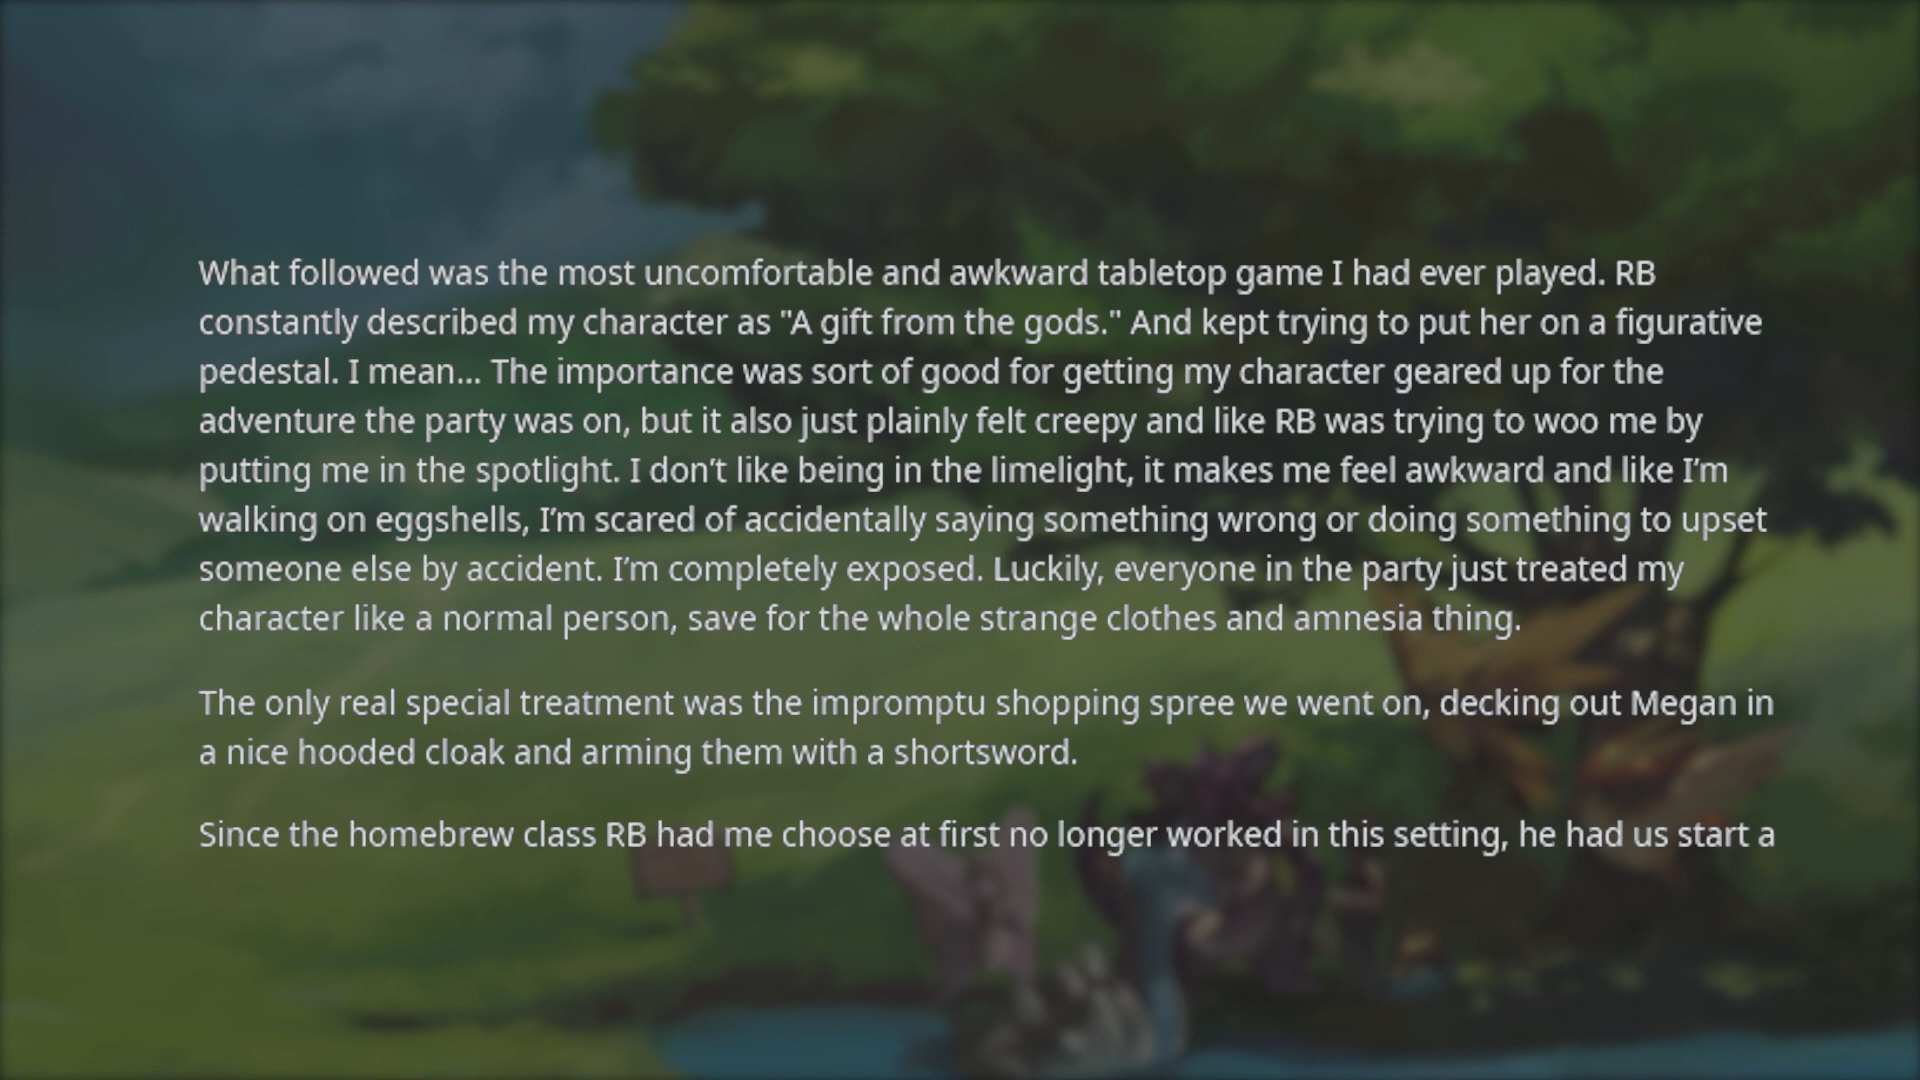 What followed was the most uncomfortable and awkward tabletop game I had ever played. RB
constantly described my character as "A gift from the gods." And kept trying to put her on a figurative
pedestal. I mean... The importance was sort of good for getting my character geared up for the
adventure the party was on, but it also just plainly felt creepy and like RB was trying to woo me by
putting me in the spotlight. I don’t like being in the limelight, it makes me feel awkward and like I’m
walking on eggshells, I’m scared of accidentally saying something wrong or doing something to upset
someone else by accident. I’m completely exposed. Luckily, everyone in the party just treated my
character like a normal person, save for the whole strange clothes and amnesia thing.
The only real special treatment was the impromptu shopping spree we went on, decking out Megan in
a nice hooded cloak and arming them with a shortsword.
Since the homebrew class RB had me choose at first no longer worked in this setting, he had us start a